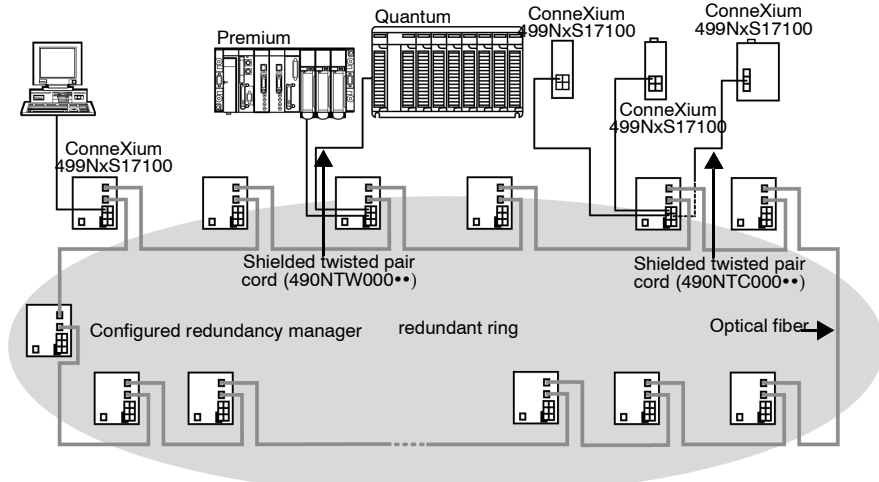 Premium
Quantum
ConneXium
499NxS17100
ConneXium
499NxS17100
ConneXium
499NxS17100
ConneXium
499NxS17100
Shielded twisted pair
cord (490NTW000••)
Shielded twisted pair
cord (490NTC000••)
Configured redundancy manager
redundant ring
Optical fiber